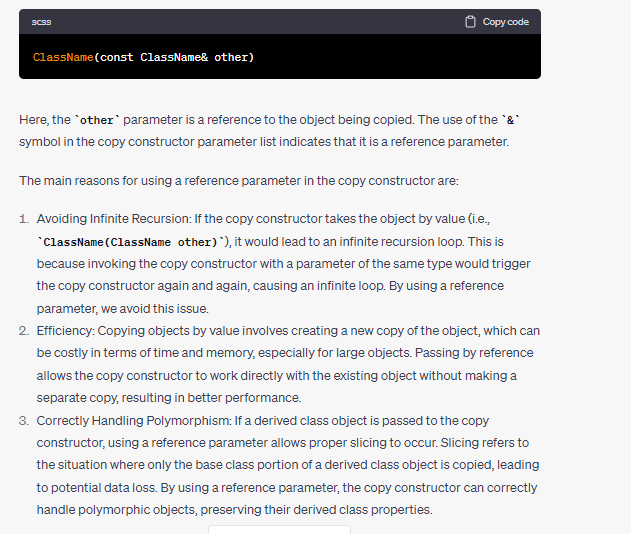 scss
Copy code
ClassName(const ClassName& other)
Here, the `other` parameter is a reference to the object being copied. The use of the `&`
symbol in the copy constructor parameter list indicates that it is a reference parameter.
The main reasons for using a reference parameter in the copy constructor are:
1. Avoiding Infinite Recursion: If the copy constructor takes the object by value (i.e.,
`ClassName(ClassName other)`), it would lead to an infinite recursion loop. This is
because invoking the copy constructor with a parameter of the same type would trigger
the copy constructor again and again, causing an infinite loop. By using a reference
parameter, we avoid this issue.
2. Efficiency: Copying objects by value involves creating a new copy of the object, which can
be costly in terms of time and memory, especially for large objects. Passing by reference
allows the copy constructor to work directly with the existing object without making a
separate copy, resulting in better performance.
3. Correctly Handling Polymorphism: If a derived class object is passed to the copy
constructor, using a reference parameter allows proper slicing to occur. Slicing refers to
the situation where only the base class portion of a derived class object is copied, leading
to potential data loss. By using a reference parameter, the copy constructor can correctly
handle polymorphic objects, preserving their derived class properties.